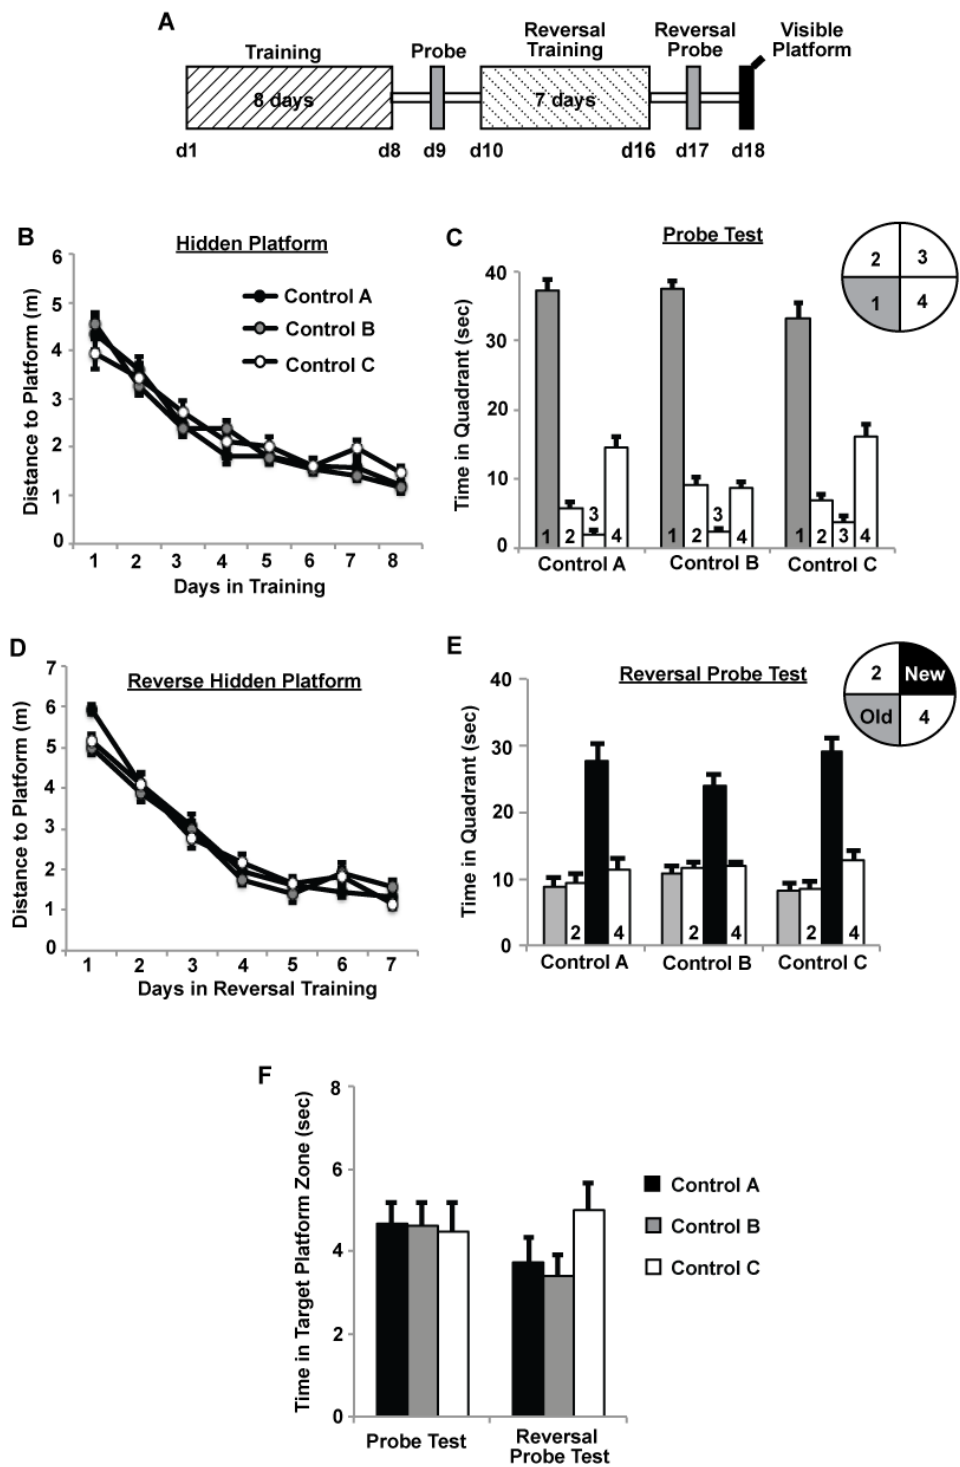 A
Training
Probe
Reversal
Training
Reversal
Probe
Visible
Platform
8 days
7 days
d1
d8
d9
d10
d16
d17
d18
B
Hidden Platform
Distance to Platform (m)
6
5
4
3
2
1
0
Control A
Control B
Control C
1 2 3 4 5 6 7 8
Days in Training
C
Probe Test
2 3
1 4
Time in Quadrant (sec)
40
30
20
10
0
1 2 3 4
1 2 3 4
1 2 3 4
Control A
Control B
Control C
D
Reverse Hidden Platform
Distance to Platform (m)
7
6
5
4
3
2
1
0
1 2 3 4 5 6 7
Days in Reversal Training
E
Reversal Probe Test
2 New
Old 4
Time in Quadrant (sec)
40
30
20
10
0
2 4
2 4
2 4
Control A
Control B
Control C
F
Time in Target Platform Zone (sec)
8
6
4
2
0
Control A
Control B
Control C
Probe Test
Reversal
Probe Test